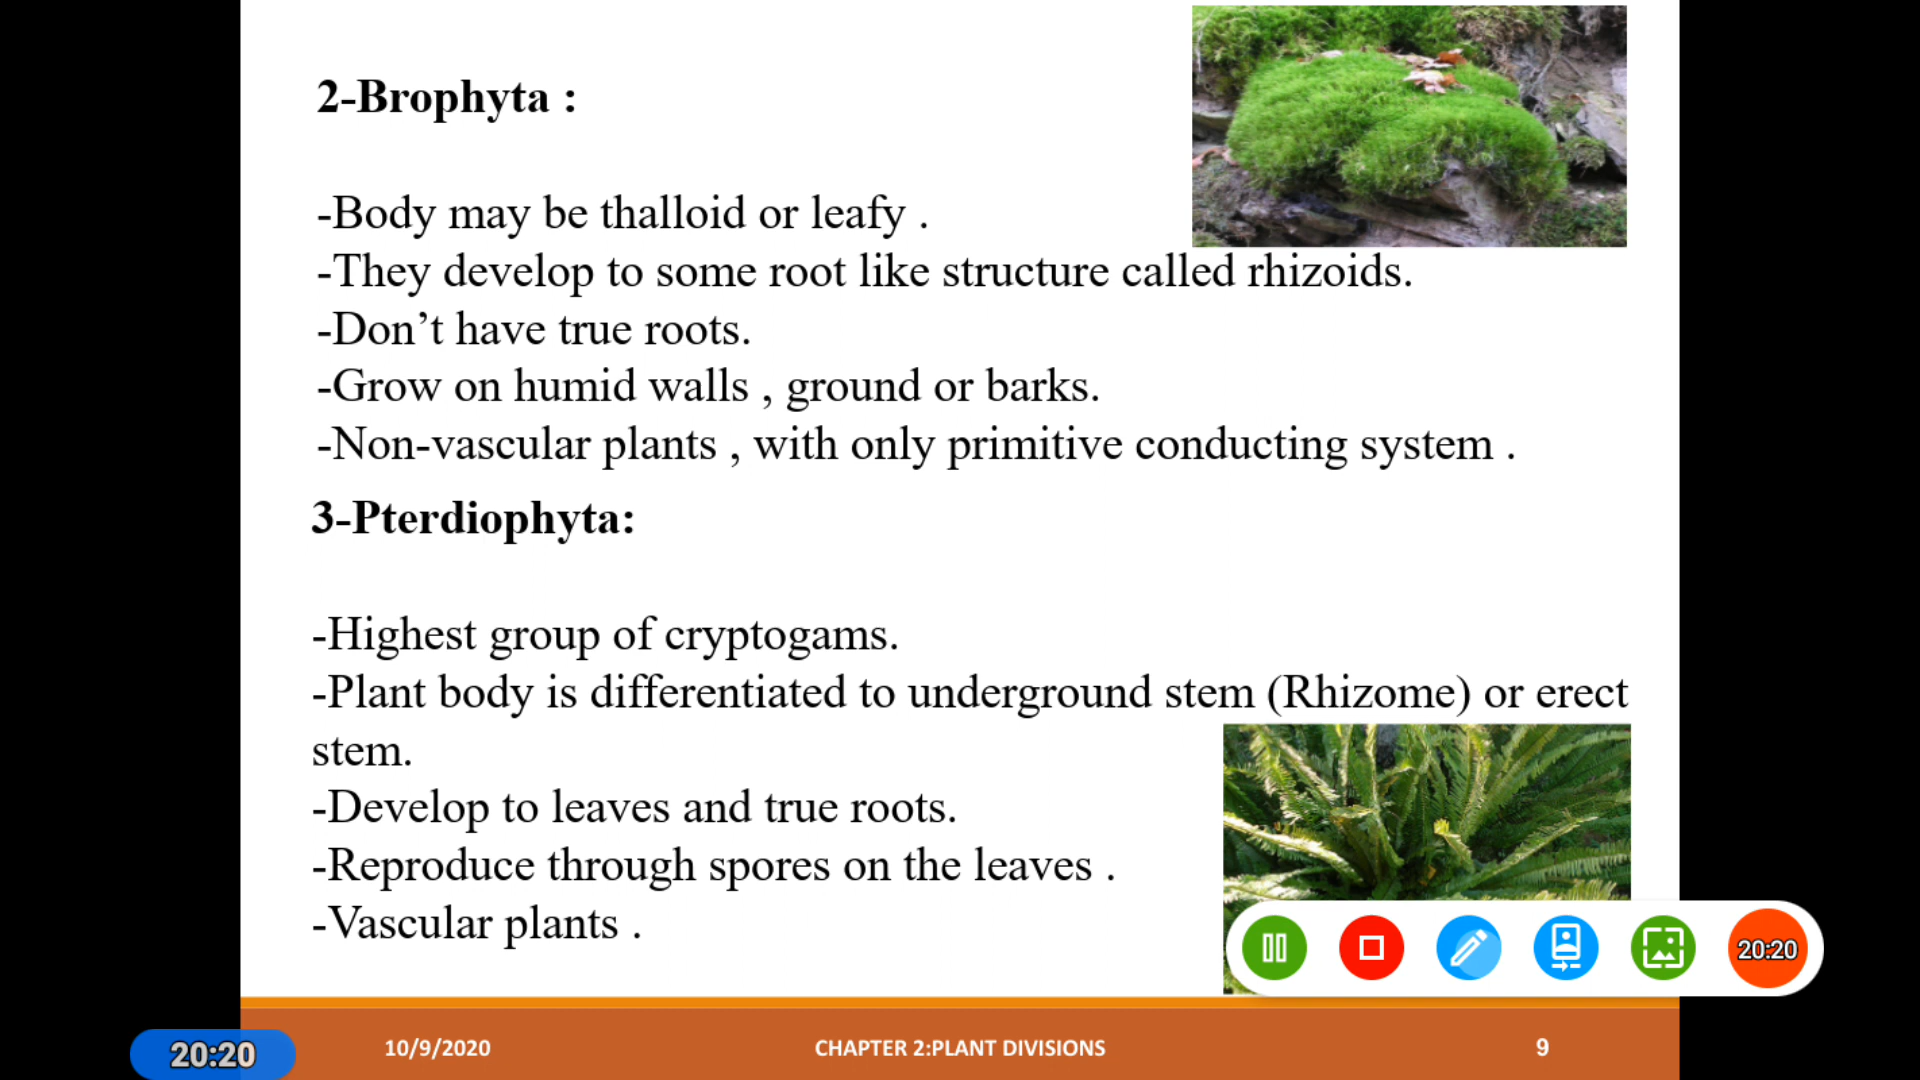 2-Brophyta :
-Body may be thalloid or leafy .
-They develop to some root like structure called rhizoids.
-Don’t have true roots.
-Grow on humid walls , ground or barks.
-Non-vascular plants , with only primitive conducting system .
3-Pterdiophyta:
-Highest group of cryptogams.
-Plant body is differentiated to underground stem (Rhizome) or erect
stem.
-Develop to leaves and true roots.
-Reproduce through spores on the leaves .
-Vascular plants .
20:20
20:20
10/9/2020
CHAPTER 2:PLANT DIVISIONS
9